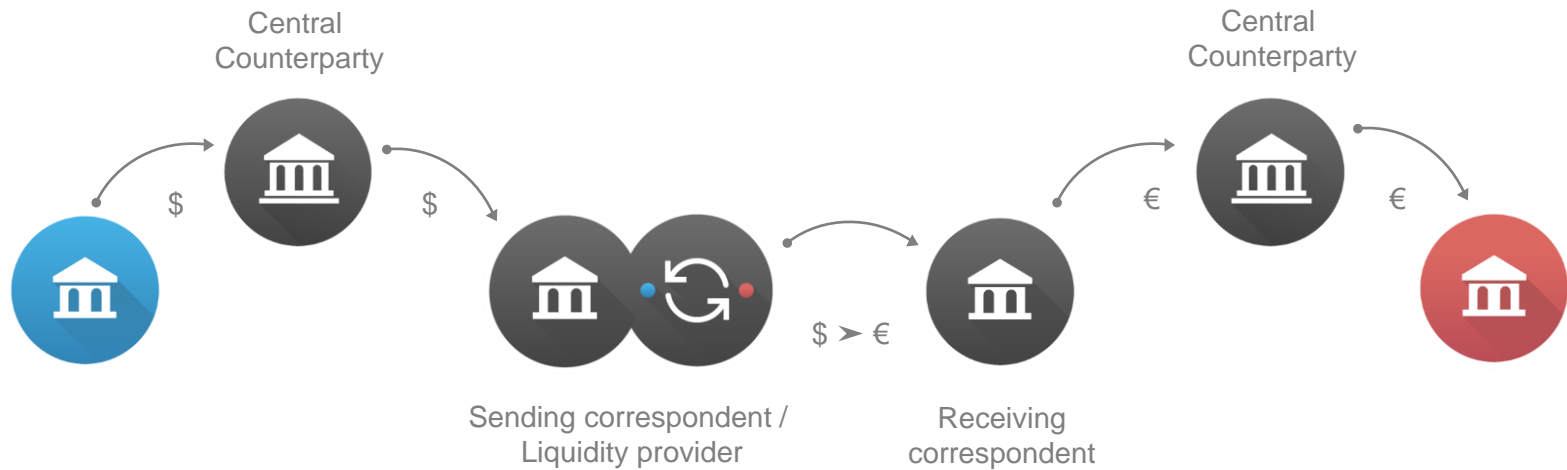 Central
Counterparty
Central
Counterparty
$
$
€
€
$ ➤ €
Sending correspondent /
Liquidity provider
Receiving
correspondent